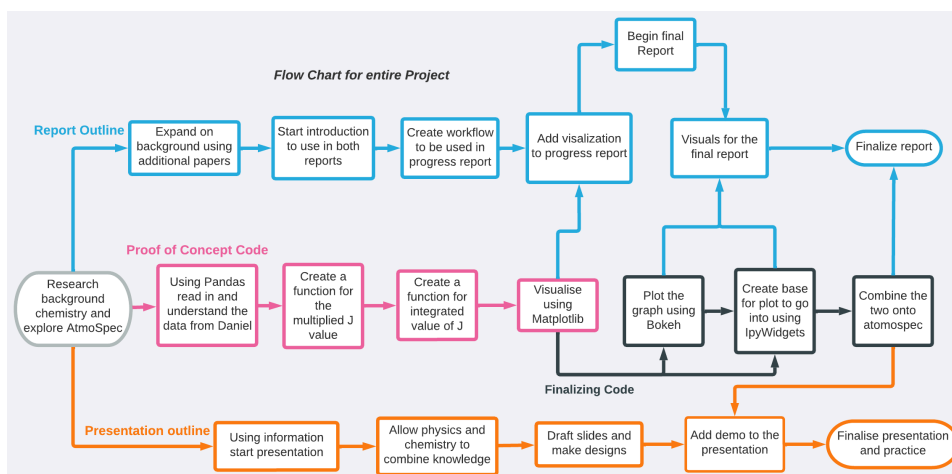 Begin final
Report
Flow Chart for entire Project
Report Outline
Expand on
background using
additional papers
Start introduction
to use in both
reports
Create workflow
to be used in
progress report
Add visalization
to progress report
Visuals for the
final report
Finalize report
Proof of Concept Code
Research
background
chemistry and
explore AtmoSpec
Using Pandas
read in and
understand the
data from Daniel
Create a
function for
the
multiplied J
value
Create a
function for
integrated
value of J
Visualise
using
Matplotlib
Plot the
graph using
Bokeh
Create base
for plot to go
into using
IpyWidgets
Combine the
two onto
atomospec
Finalizing Code
Presentation outline
Using information
start presentation
Allow physics and
chemistry to
combine knowledge
Draft slides and
make designs
Add demo to the
presentation
Finalise presentation
and practice